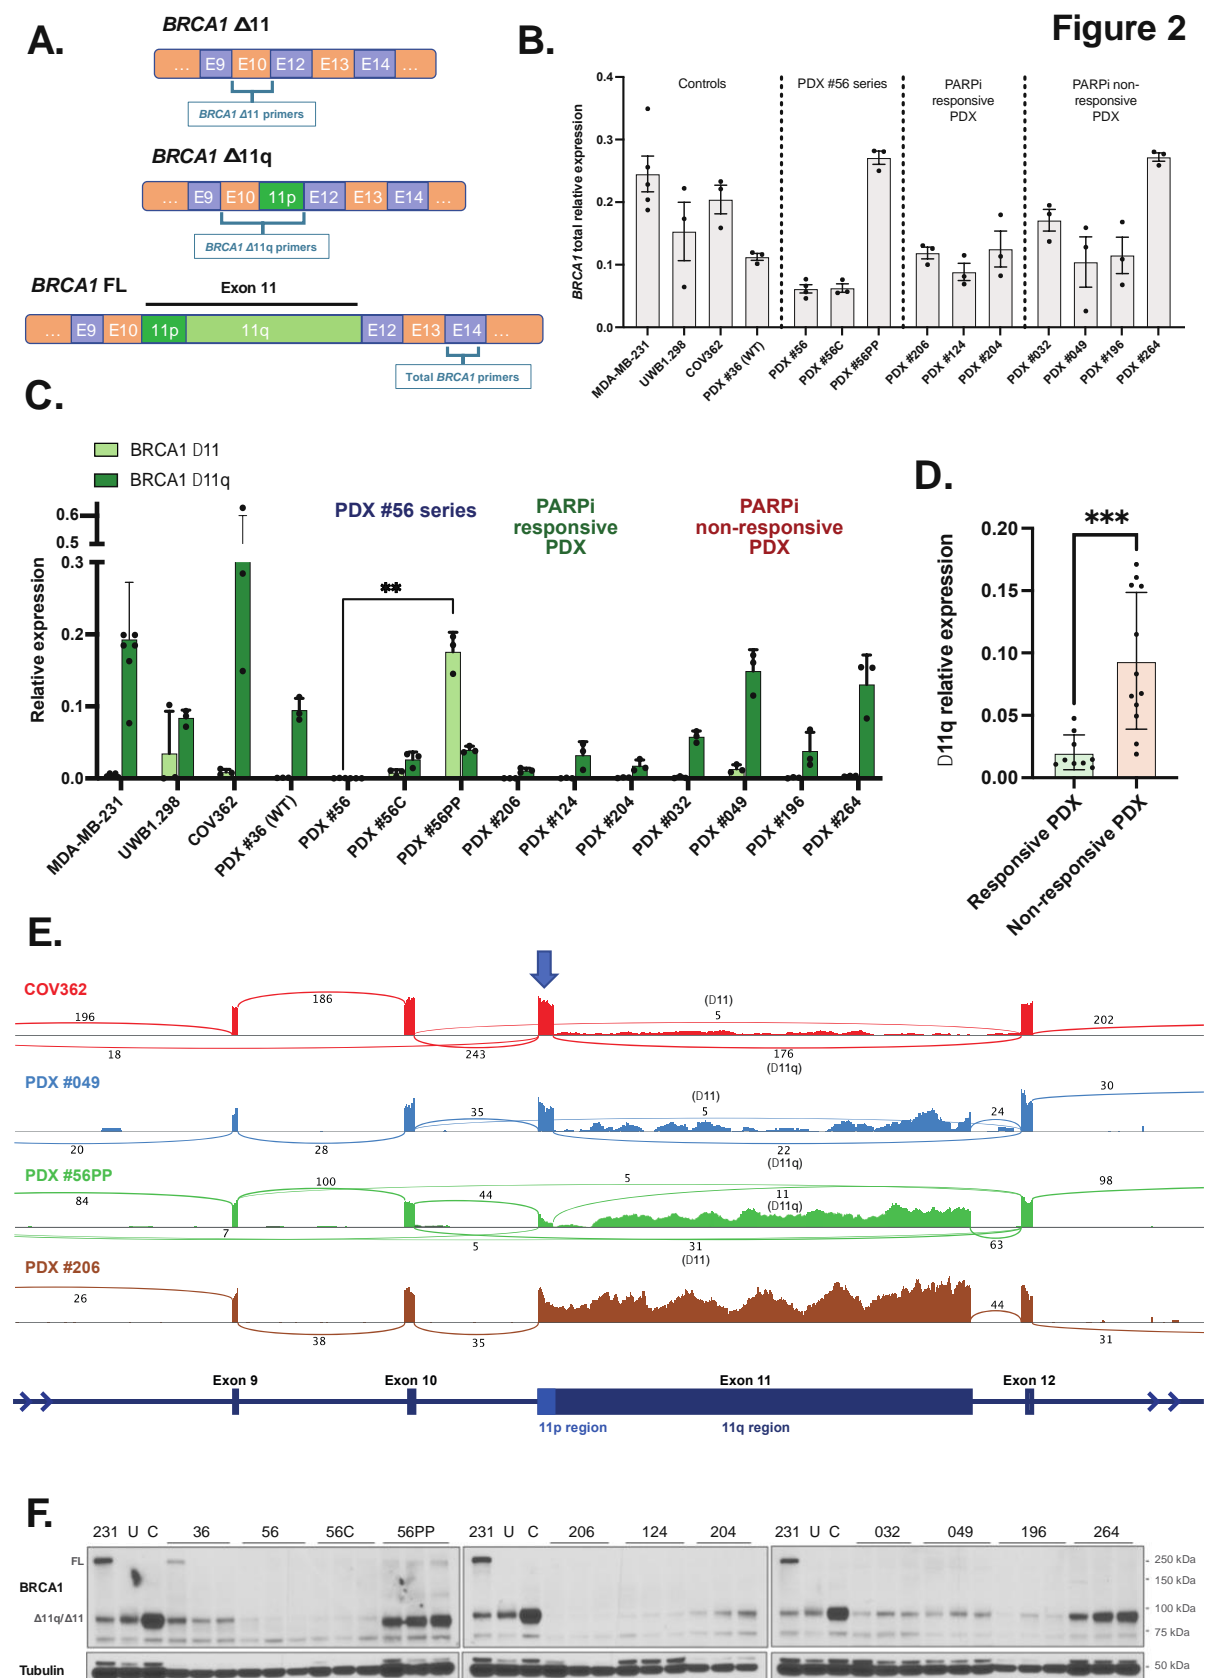 Figure 2
A.
BRCA1 Δ11
... E9 E10 E12 E13 E14 ...
BRCA1 Δ11 primers
BRCA1 Δ11q
... E9 E10 11p E12 E13 E14 ...
BRCA1 Δ11q primers
BRCA1 FL
Exon 11
... E9 E10 11p 11q E12 E13 E14 ...
Total BRCA1 primers
B.
BRCA1 total relative expression
0.4
0.3
0.2
0.1
0.0
Controls
PDX #56 series
PARPi
responsive
PDX
PARPi non-
responsive
PDX
MDA-MB-231
UWB1.298
COV362
PDX #36 (WT)
PDX #56
PDX #56C
PDX #56PP
PDX #206
PDX #124
PDX #204
PDX #032
PDX #049
PDX #196
PDX #264
C.
BRCA1 D11
BRCA1 D11q
Relative expression
0.6
0.5
0.3
0.2
0.1
0.0
PDX #56 series
PARPi
responsive
PDX
PARPi
non-responsive
PDX
**
MDA-MB-231
UWB1.298
COV362
PDX #36 (WT)
PDX #56
PDX #56C
PDX #56PP
PDX #206
PDX #124
PDX #204
PDX #032
PDX #049
PDX #196
PDX #264
D.
D11q relative expression
0.20
0.15
0.10
0.05
0.00
***
Responsive PDX
Non-responsive PDX
E.
COV362
196
186
(D11)
5
202
18
243
176
(D11q)
PDX #049
35
(D11)
5
24
30
20
28
22
(D11q)
PDX #56PP
84
100
44
5
11
(D11q)
98
7
5
31
(D11)
63
PDX #206
26
44
38
35
31
Exon 9
Exon 10
Exon 11
Exon 12
11p region
11q region
F.
231 U C 36 56 56C 56PP
231 U C 206 124 204
231 U C 032 049 196 264
FL
BRCA1
Δ11q/Δ11
Tubulin
- 250 kDa
- 150 kDa
- 100 kDa
- 75 kDa
- 50 kDa